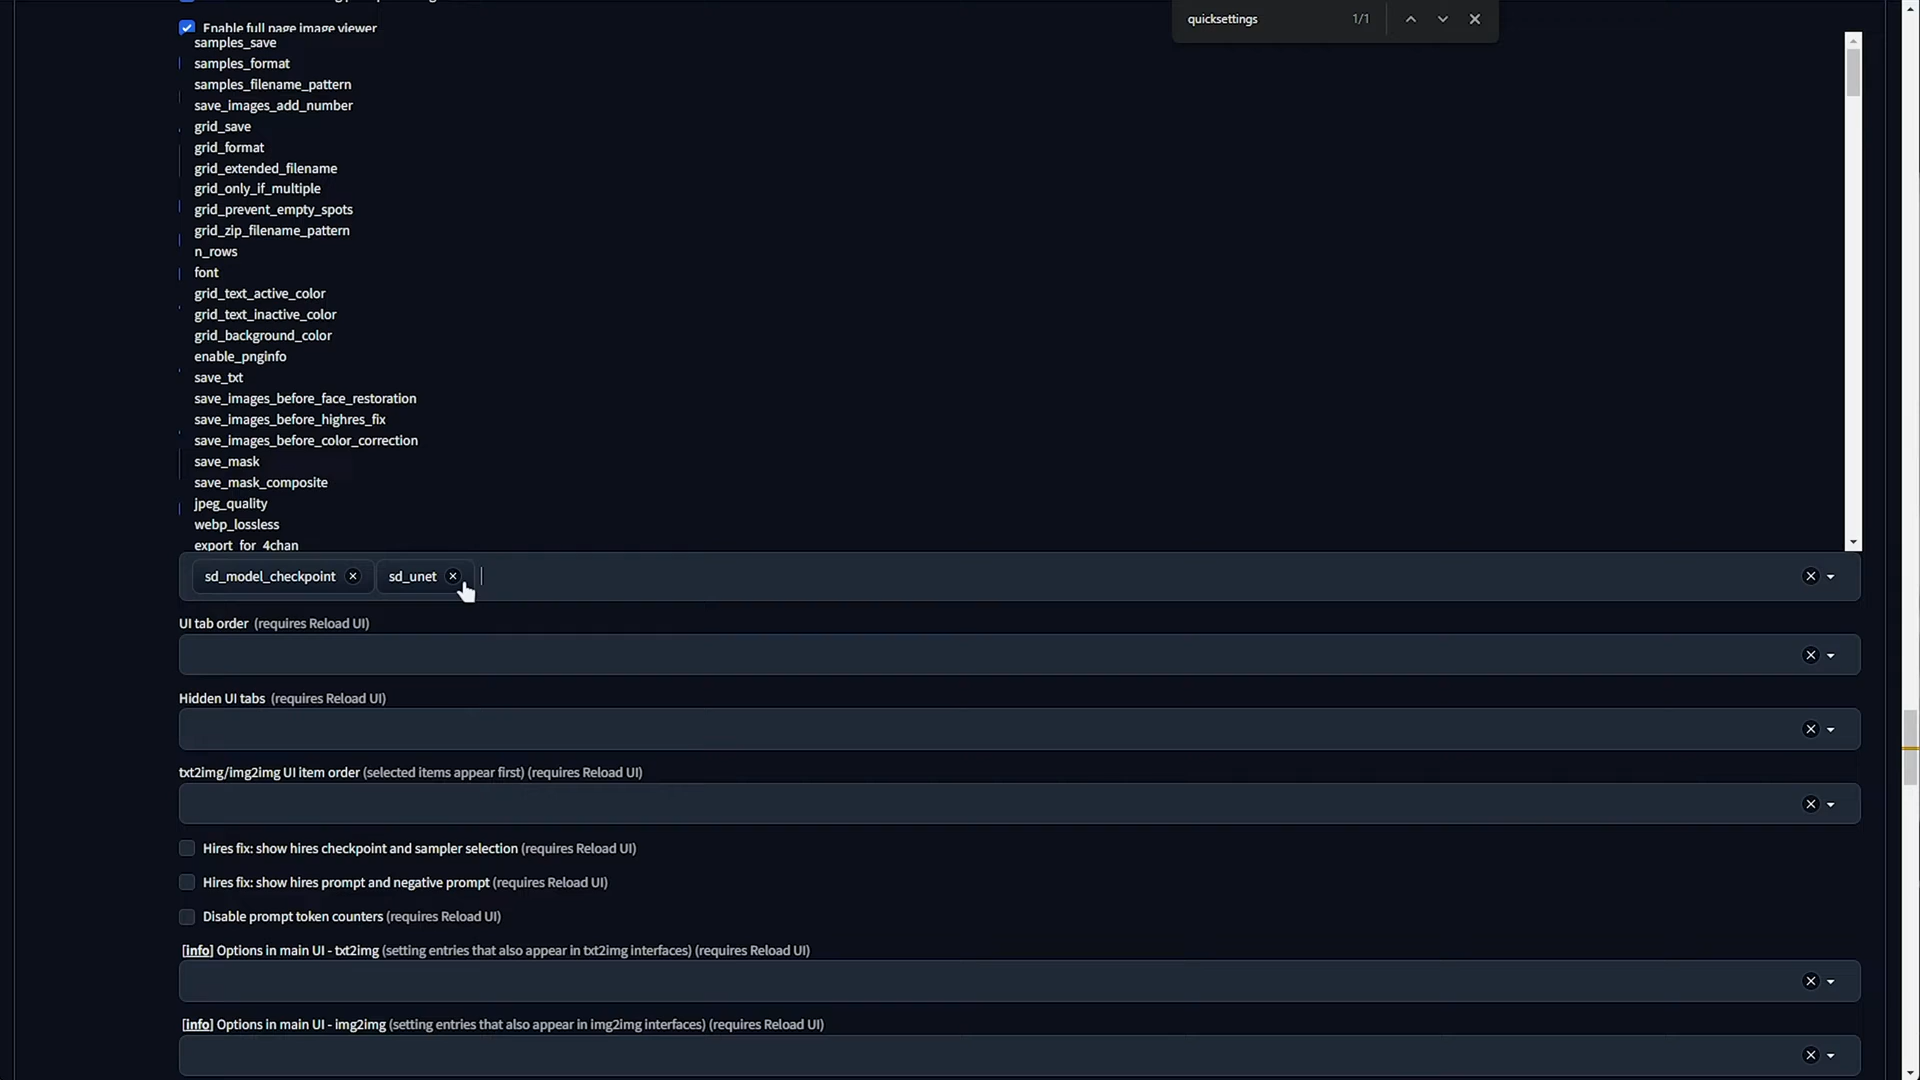 quicksettings 1/1
Enable full page image viewer
samples_save
samples_format
samples_filename_pattern
save_images_add_number
grid_save
grid_format
grid_extended_filename
grid_only_if_multiple
grid_prevent_empty_spots
grid_zip_filename_pattern
n_rows
font
grid_text_active_color
grid_text_inactive_color
grid_background_color
enable_pnginfo
save_txt
save_images_before_face_restoration
save_images_before_highres_fix
save_images_before_color_correction
save_mask
save_mask_composite
jpeg_quality
webp_lossless
export_for_4chan
sd_model_checkpoint sd_unet
UI tab order (requires Reload UI)
Hidden UI tabs (requires Reload UI)
txt2img/img2img UI item order (selected items appear first) (requires Reload UI)
Hires fix: show hires checkpoint and sampler selection (requires Reload UI)
Hires fix: show hires prompt and negative prompt (requires Reload UI)
Disable prompt token counters (requires Reload UI)
[info] Options in main UI - txt2img (setting entries that also appear in txt2img interfaces) (requires Reload UI)
[info] Options in main UI - img2img (setting entries that also appear in img2img interfaces) (requires Reload UI)